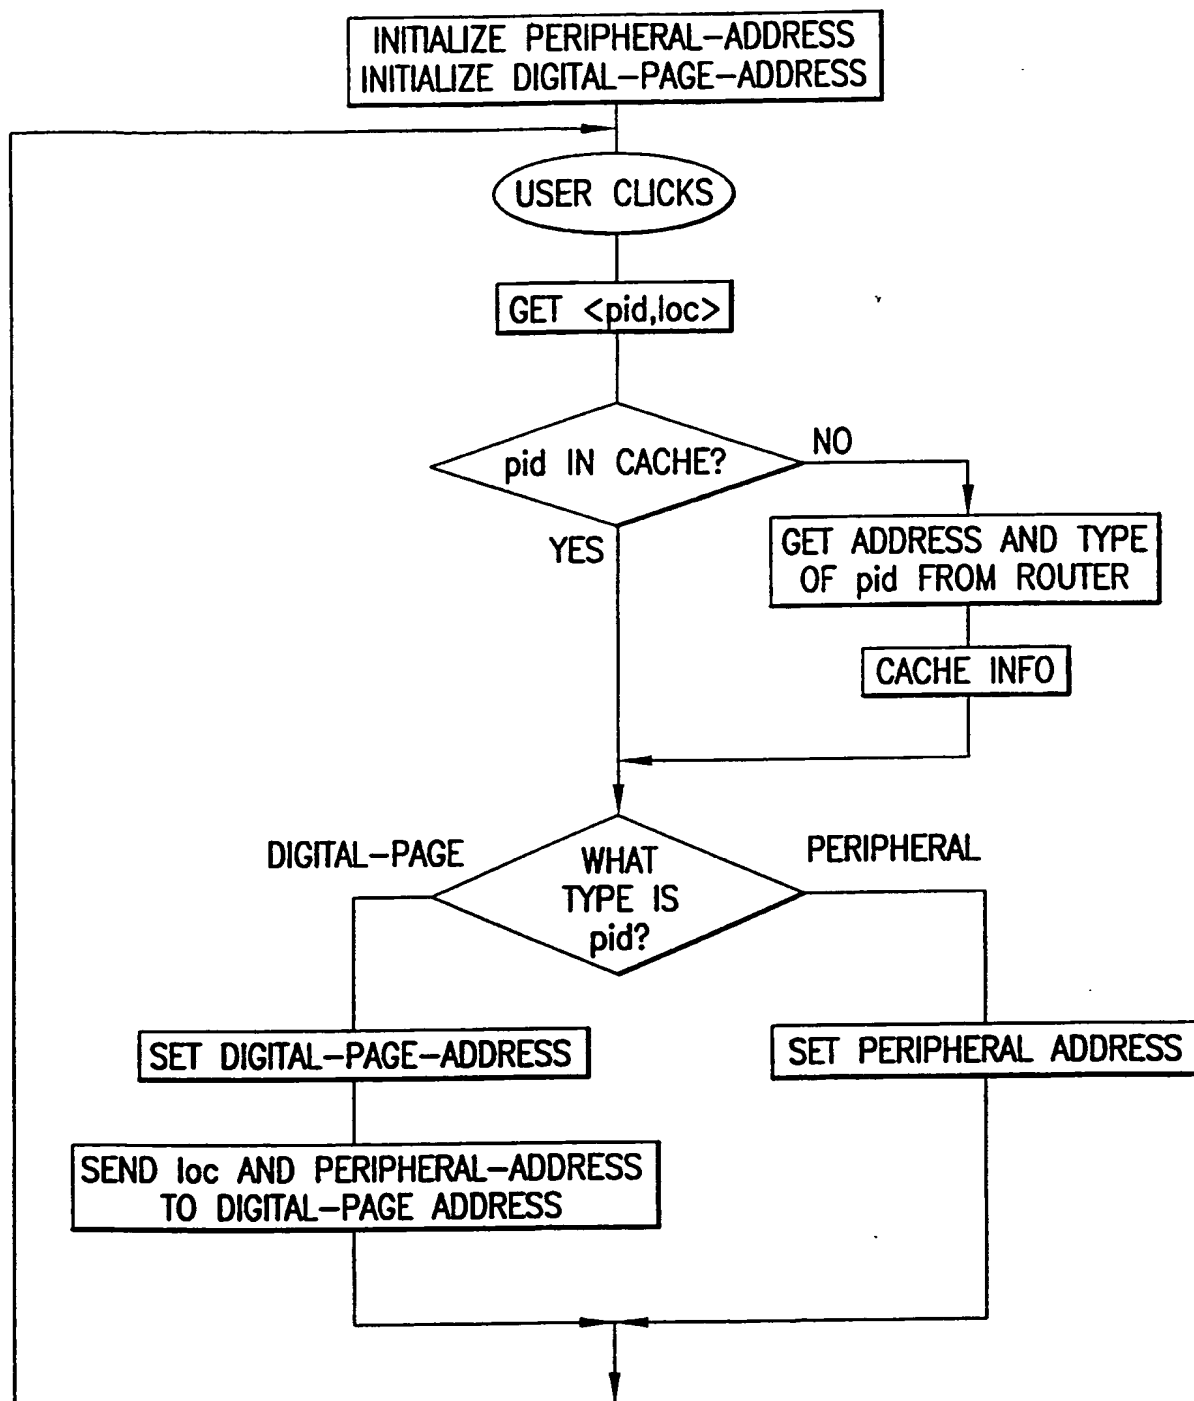 INITIALIZE PERIPHERAL-ADDRESS
INITIALIZE DIGITAL-PAGE-ADDRESS
USER CLICKS
GET <pid,loc>
pid IN CACHE?
NO
YES
GET ADDRESS AND TYPE
OF pid FROM ROUTER
CACHE INFO
DIGITAL-PAGE
WHAT
TYPE IS
pid?
PERIPHERAL
SET DIGITAL-PAGE-ADDRESS
SET PERIPHERAL ADDRESS
SEND loc AND PERIPHERAL-ADDRESS
TO DIGITAL-PAGE ADDRESS